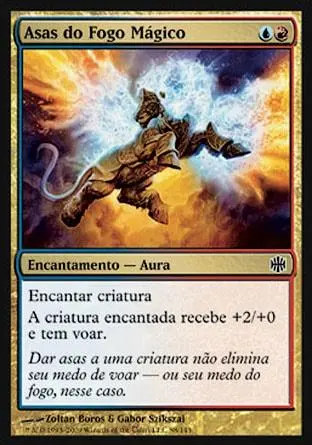 Asas do Fogo Mágico
Encantamento — Aura
Encantar criatura
A criatura encantada recebe +2/+0
e tem voar.
Dar asas a uma criatura não elimina
seu medo de voar — ou seu medo do
fogo, nesse caso.
Zoltan Boros & Gabor Szikszai